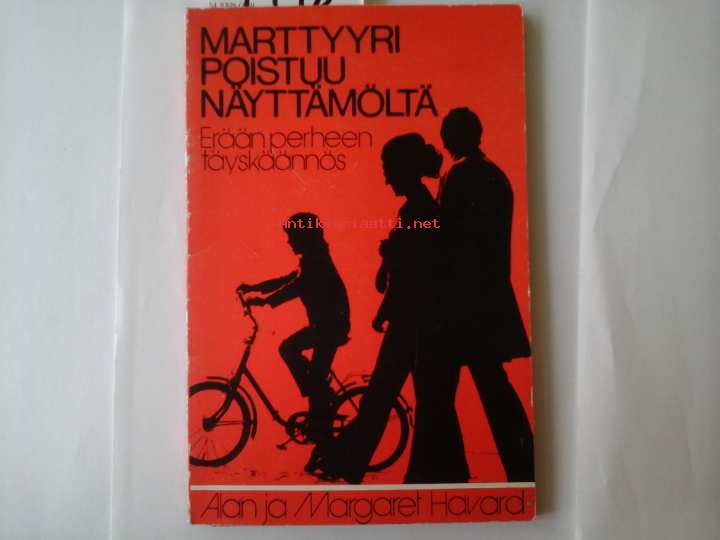 MARTTYYRI
POISTUU
NÄYTTÄMÖLTÄ
Erään perheen
täyskäännös
Antikvariaatti.net
Alan ja Margaret Havard